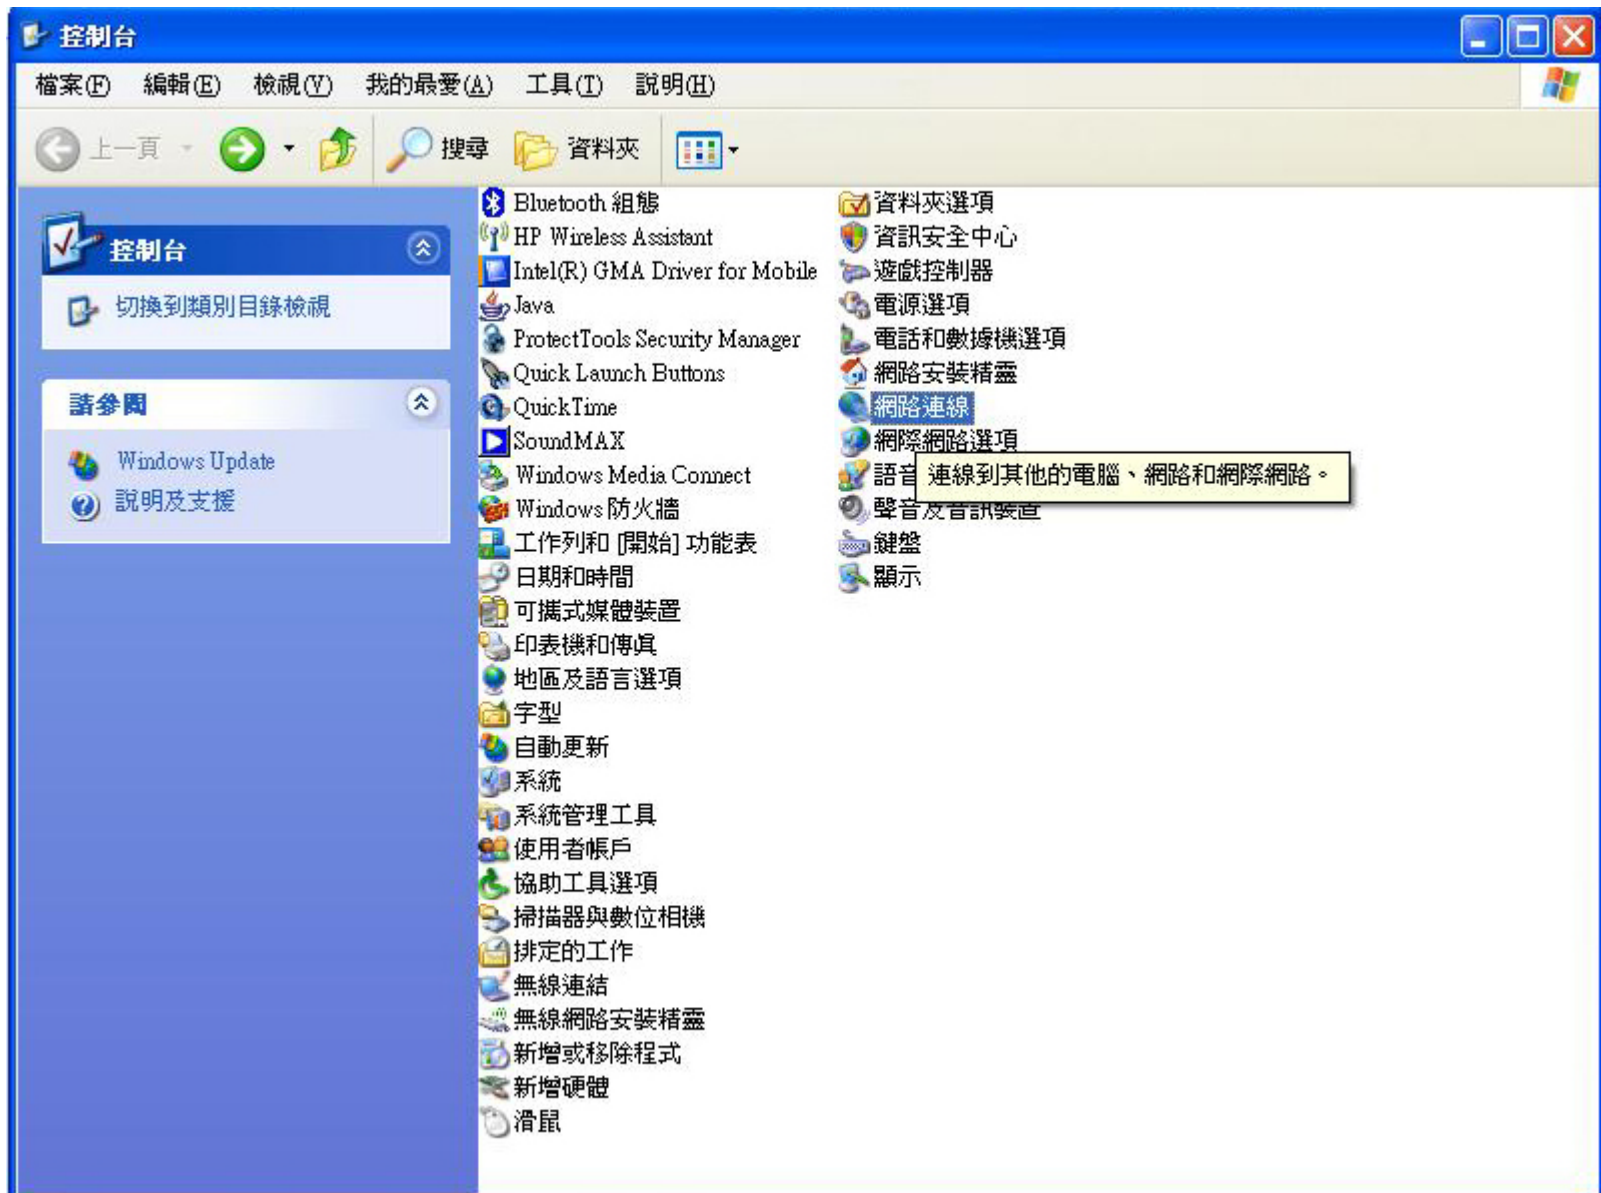 控制台
檔案(F) 編輯(E) 檢視(V) 我的最愛(A) 工具(T) 說明(H)
上一頁 搜尋 資料夾
控制台
切換到類別目錄檢視
請參閱
Windows Update
說明及支援
Bluetooth 組態
HP Wireless Assistant
Intel(R) GMA Driver for Mobile
Java
ProtectTools Security Manager
Quick Launch Buttons
QuickTime
SoundMAX
Windows Media Connect
Windows 防火牆
工作列和 [開始] 功能表
日期和時間
可攜式媒體裝置
印表機和傳真
地區及語言選項
字型
自動更新
系統
系統管理工具
使用者帳戶
協助工具選項
掃描器與數位相機
排定的工作
無線連結
無線網路安裝精靈
新增或移除程式
新增硬體
滑鼠
資料夾選項
資訊安全中心
遊戲控制器
電源選項
電話和數據機選項
網路安裝精靈
網路連線
網際網路選項
語音
連線到其他的電腦、網路和網際網路。
聲音及音訊裝置
鍵盤
顯示